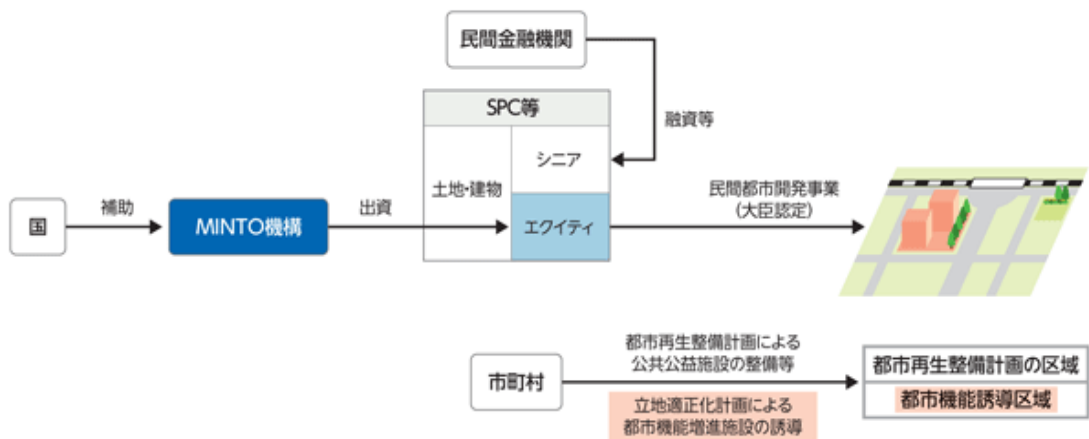 民間金融機関
SPC等
融資等
シニア
土地・建物
民間都市開発事業
(大臣認定)
国
補助
MINTO機構
出資
エクイティ
都市再生整備計画による
公共公益施設の整備等
市町村
立地適正化計画による
都市機能増進施設の誘導
都市再生整備計画の区域
都市機能誘導区域